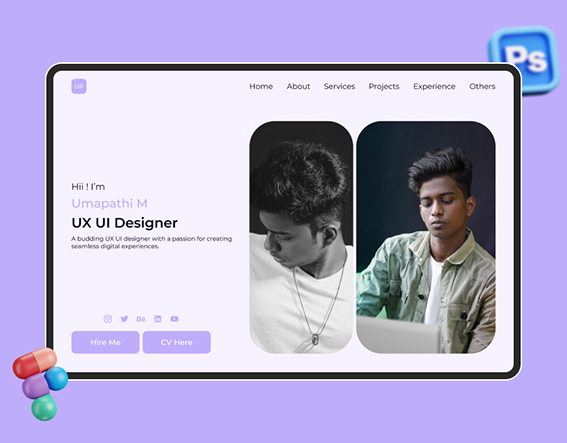 Ps
UP
Home About Services Projects Experience Others
Hii ! I'm
Umapathi M
UX UI Designer
A budding UX UI designer with a passion for creating
seamless digital experiences.
Bē
Hire Me CV Here